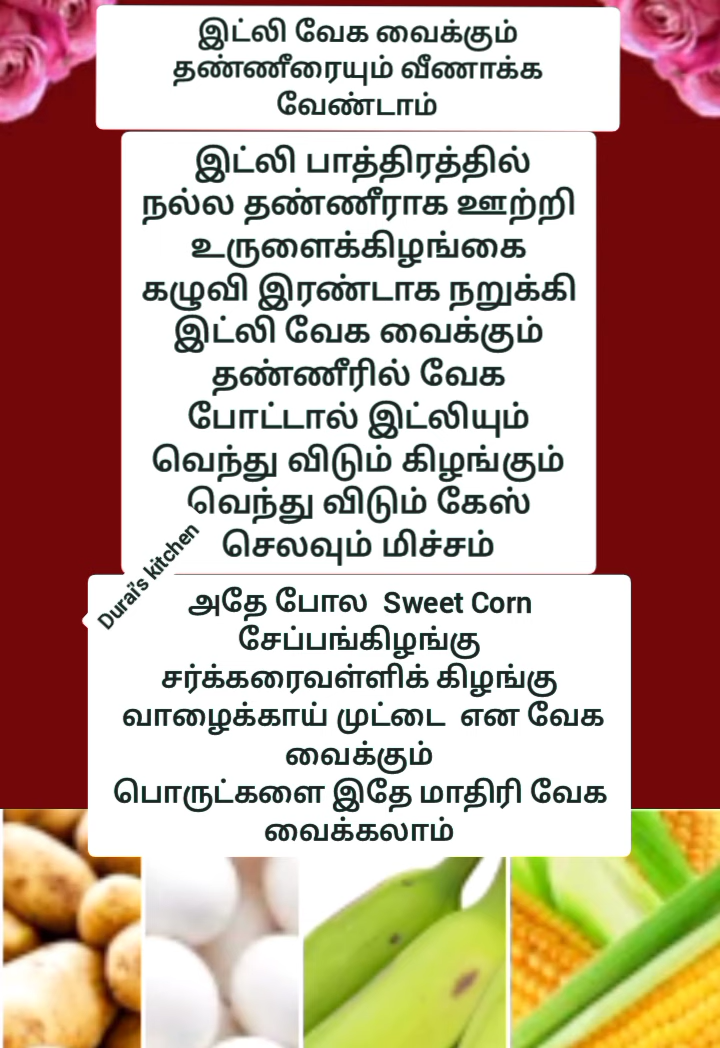 இட்லி வேக வைக்கும்
தண்ணீரையும் வீணாக்க
வேண்டாம்
இட்லி பாத்திரத்தில்
நல்ல தண்ணீராக ஊற்றி
உருளைக்கிழங்கை
கழுவி இரண்டாக நறுக்கி
இட்லி வேக வைக்கும்
தண்ணீரில் வேக
போட்டால் இட்லியும்
வெந்து விடும் கிழங்கும்
வெந்து விடும் கேஸ்
செலவும் மிச்சம்
Durai's kitchen
அதே போல Sweet Corn
சேப்பங்கிழங்கு
சர்க்கரைவள்ளிக் கிழங்கு
வாழைக்காய் முட்டை என வேக
வைக்கும்
பொருட்களை இதே மாதிரி வேக
வைக்கலாம்